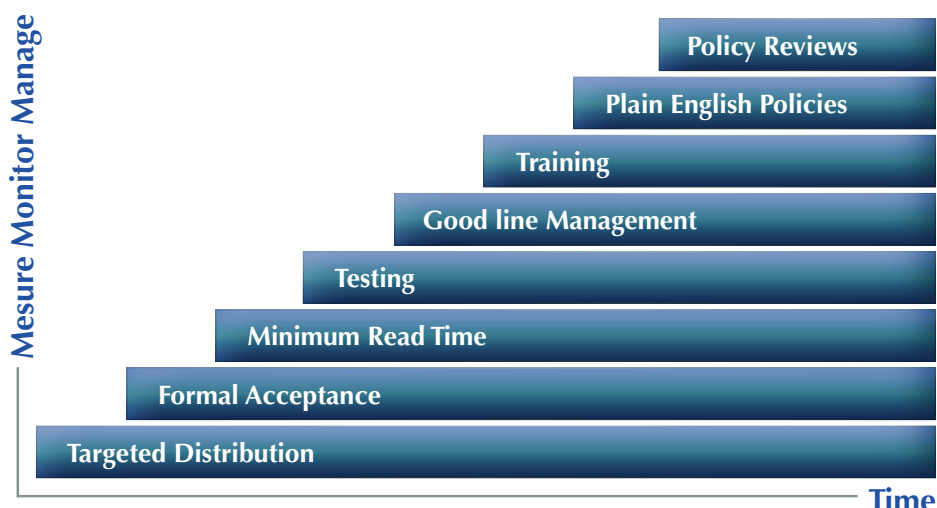 Mesure Monitor Manage
Policy Reviews
Plain English Policies
Training
Good line Management
Testing
Minimum Read Time
Formal Acceptance
Targeted Distribution
Time